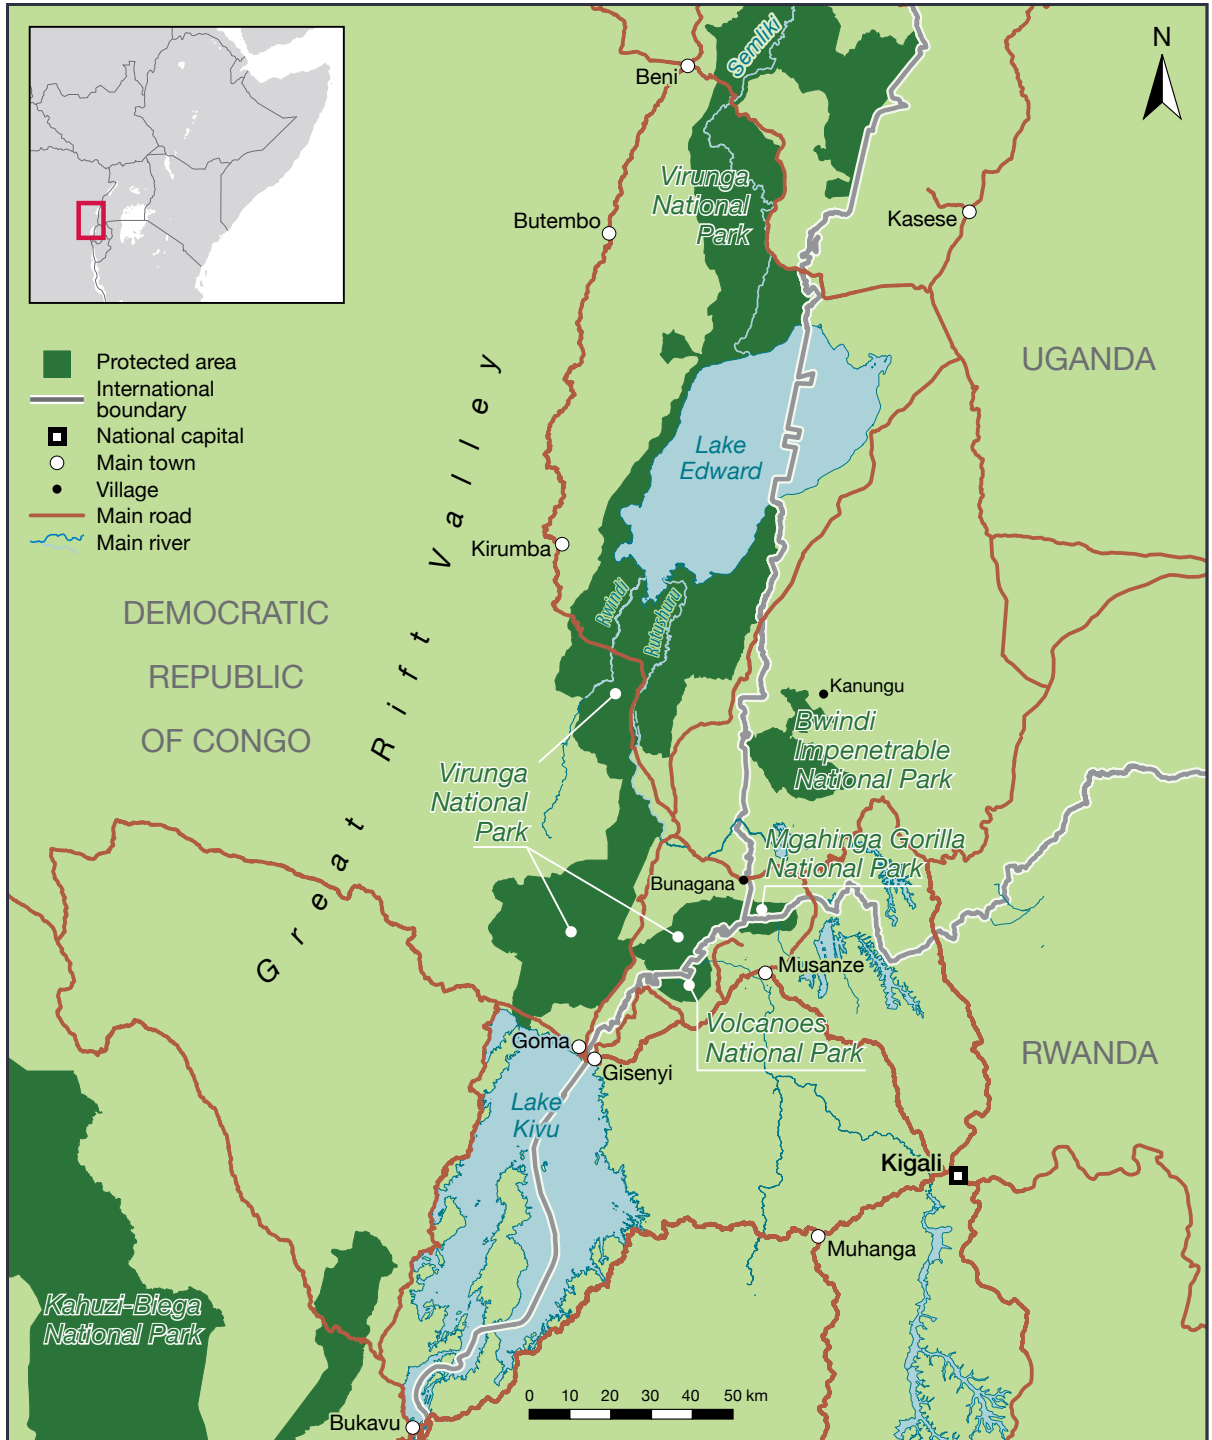 N
Semliki
Beni
Virunga
National
Park
Butembo
Kasese
Protected area
International
boundary
National capital
Main town
Village
Main road
Main river
UGANDA
Great Rift Valley
Lake
Edward
Kirumba
Rwindi
Rutushuru
DEMOCRATIC
REPUBLIC
OF CONGO
Kanungu
Bwindi
Impenetrable
National Park
Virunga
National
Park
Mgahinga Gorilla
National Park
Bunagana
Musanze
Volcanoes
National Park
RWANDA
Goma
Gisenyi
Lake
Kivu
Kigali
Muhanga
Kahuzi-Biega
National Park
0 10 20 30 40 50 km
Bukavu